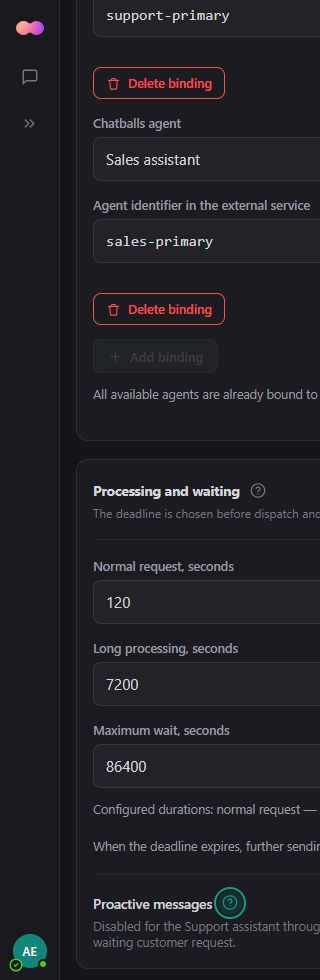 support-primary
Delete binding
Chatballs agent
Sales assistant
Agent identifier in the external service
sales-primary
Delete binding
Add binding
All available agents are already bound to
Processing and waiting
The deadline is chosen before dispatch and
Normal request, seconds
120
Long processing, seconds
7200
Maximum wait, seconds
86400
Configured durations: normal request —
When the deadline expires, further
Proactive messages
Disabled for the Support assistant
waiting customer request.
AE